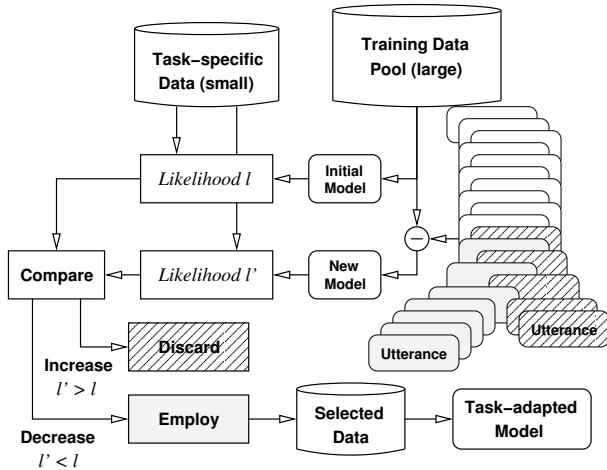 Task-specific
Data (small)
Training Data
Pool (large)
Likelihood l
Initial
Model
−
Compare
Likelihood l'
New
Model
Discard
Increase
l' > l
Utterance
Utterance
Employ
Selected
Data
Task-adapted
Model
Decrease
l' < l